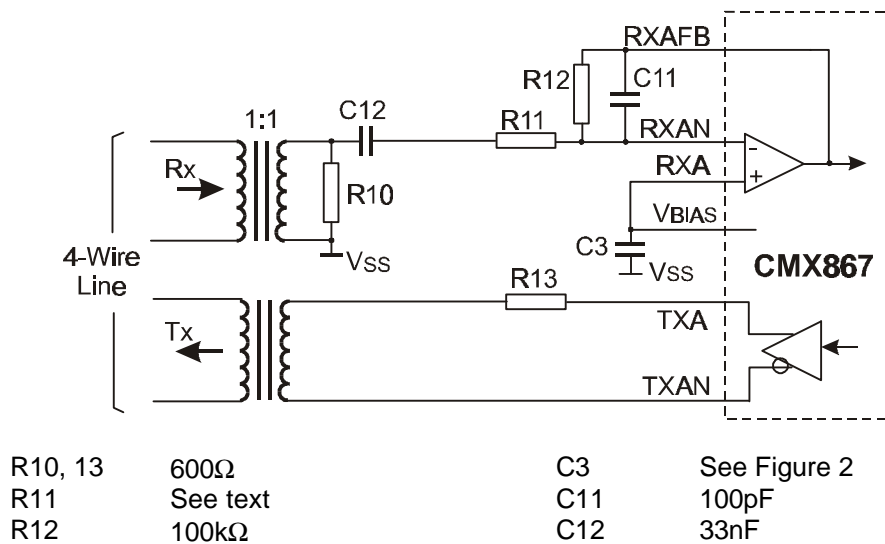 RXAFB
R12
C11
1:1
C12
R11
RXAN
-
Rx
R10
RXA
+
VBIAS
VSS
C3
VSS
4-Wire
Line
CMX867
R13
Tx
TXA
TXAN
R10, 13 600Ω C3 See Figure 2
R11 See text C11 100pF
R12 100kΩ C12 33nF